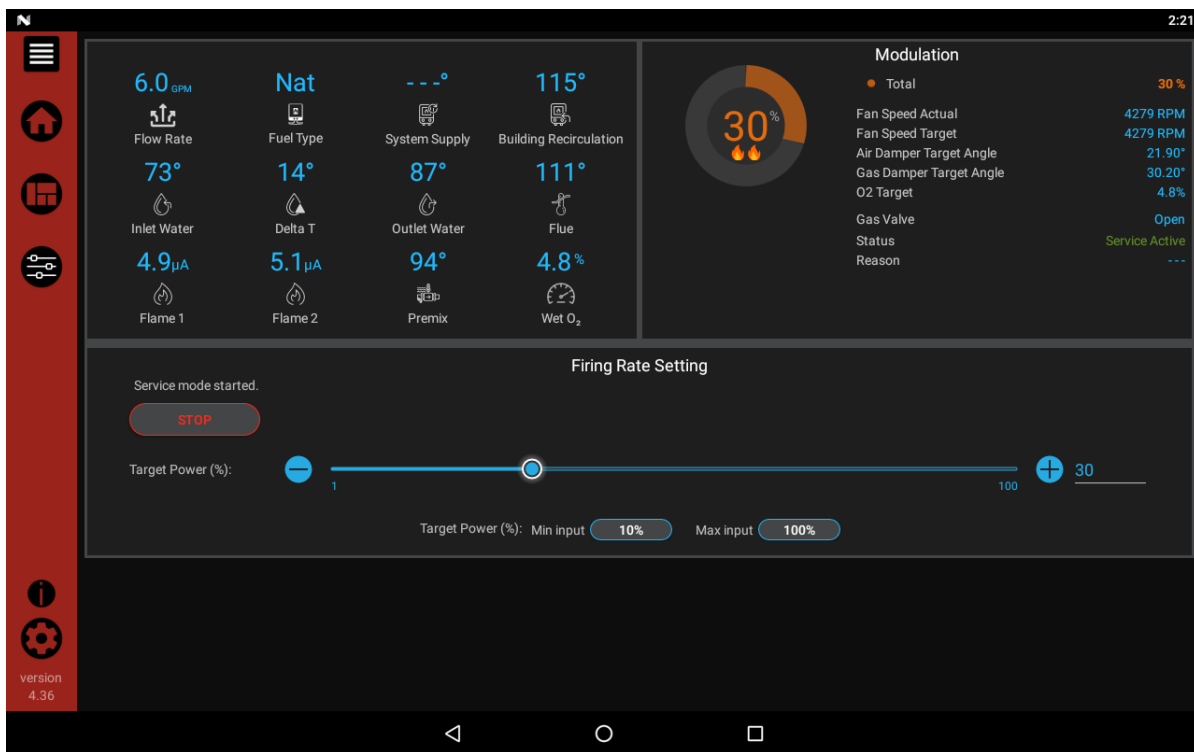 2:21
6.0 GPM Nat ---° 115°
Flow Rate Fuel Type System Supply Building Recirculation
73° 14° 87° 111°
Inlet Water Delta T Outlet Water Flue
4.9µA 5.1µA 94° 4.8 %
Flame 1 Flame 2 Premix Wet O₂
Modulation
30%
Total 30 %
Fan Speed Actual 4279 RPM
Fan Speed Target 4279 RPM
Air Damper Target Angle 21.90°
Gas Damper Target Angle 30.20°
O2 Target 4.8%
Gas Valve Open
Status Service Active
Reason ---
Firing Rate Setting
Service mode started.
STOP
Target Power (%): 30
1 100
Target Power (%): Min input 10% Max input 100%
version
4.36